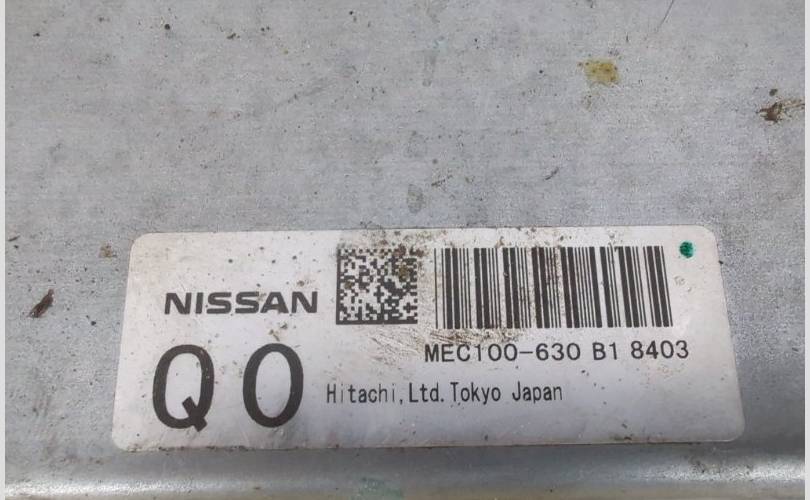 NISSAN
MEC100-630 B1 8403
QO
Hitachi,Ltd.Tokyo Japan